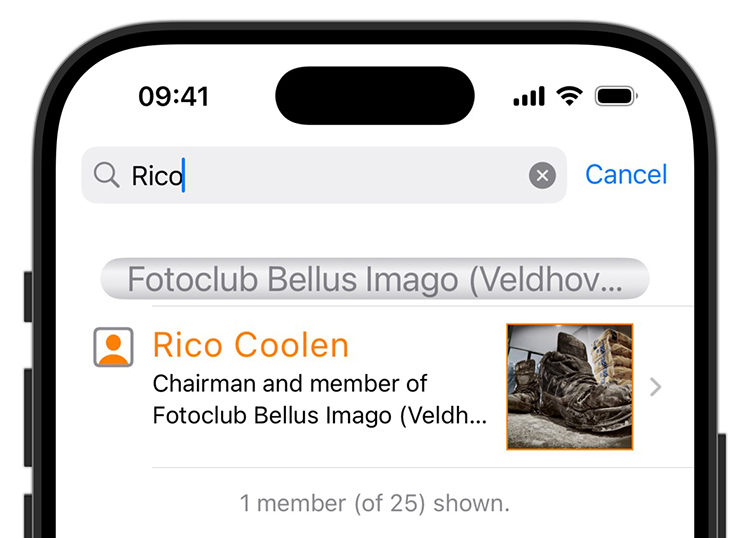 09:41
Rico
Cancel
Fotoclub Bellus Imago (Veldhov...
Rico Coolen
Chairman and member of
Fotoclub Bellus Imago (Veldh...
1 member (of 25) shown.